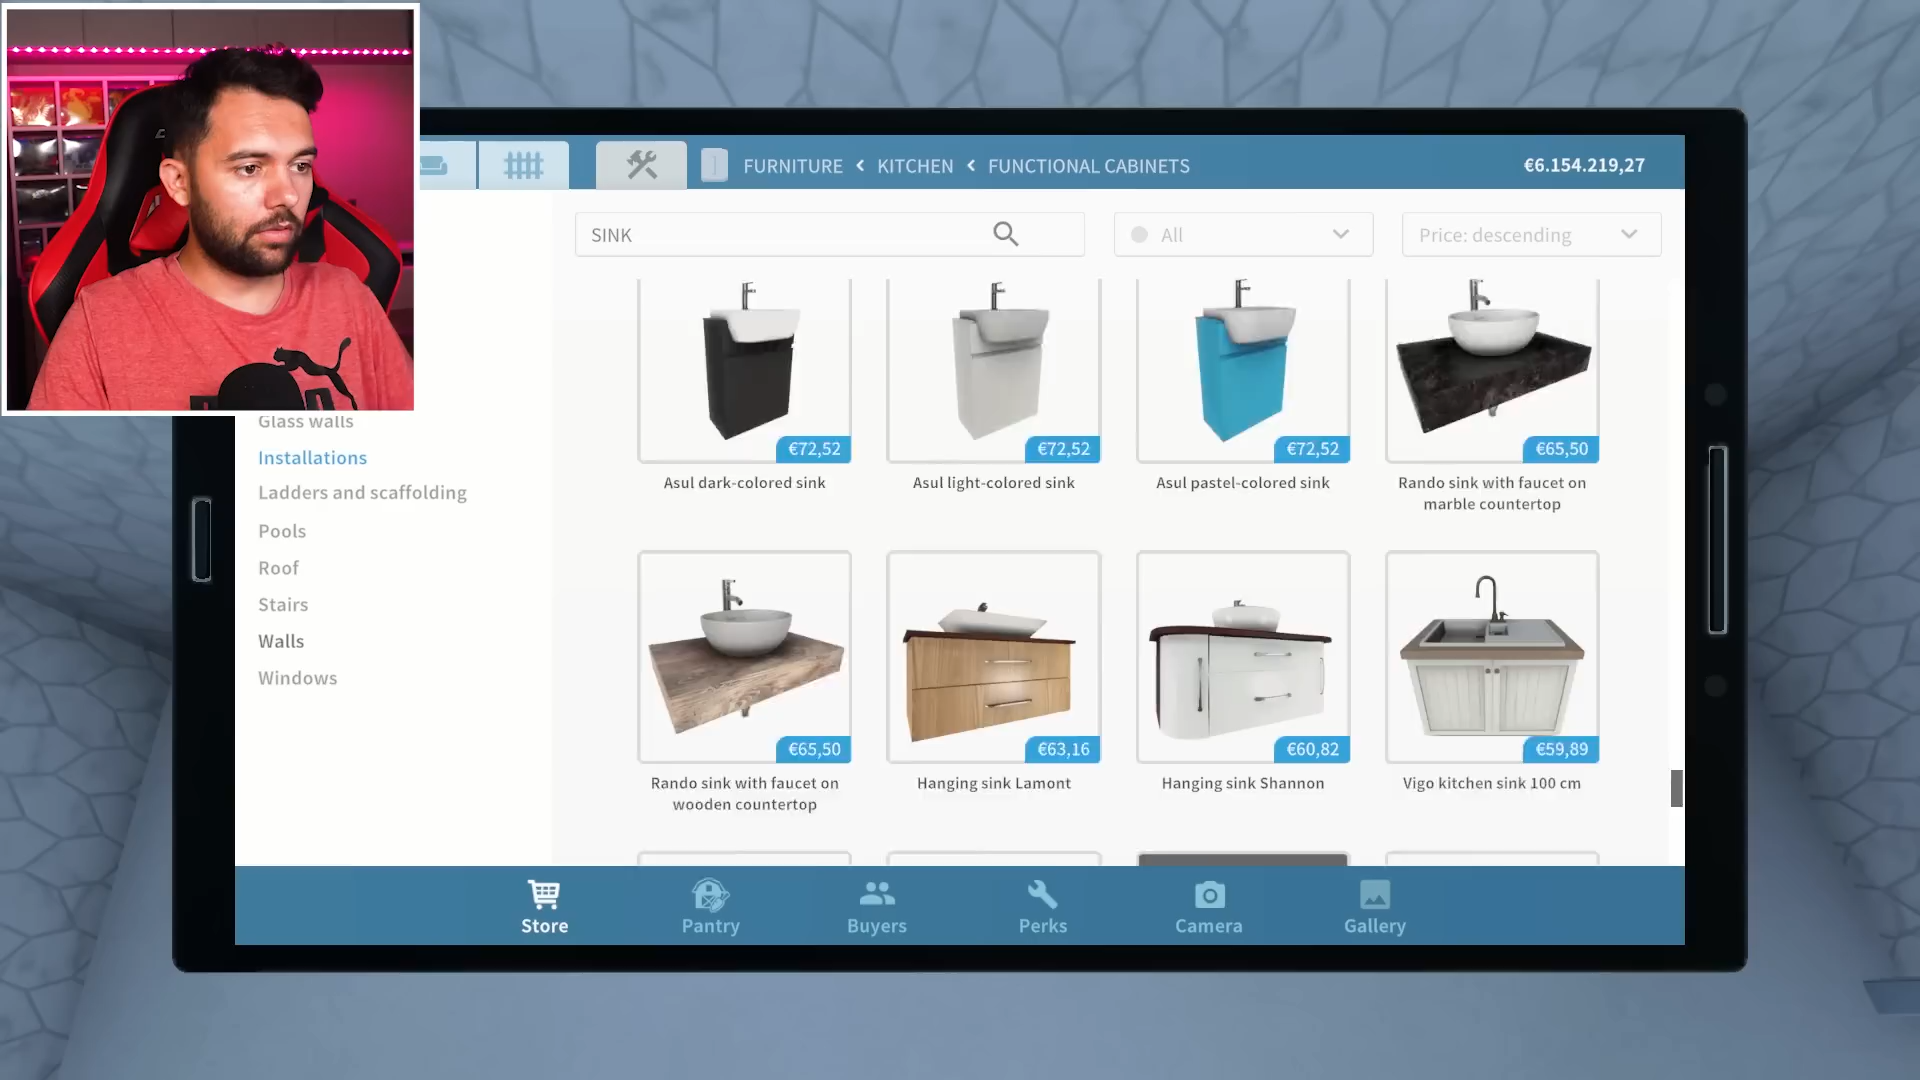 FURNITURE < KITCHEN < FUNCTIONAL CABINETS
€6.154.219,27
SINK
All
Price: descending
Glass walls
Installations
Ladders and scaffolding
Pools
Roof
Stairs
Walls
Windows
€72,52
€72,52
€72,52
€65,50
Asul dark-colored sink
Asul light-colored sink
Asul pastel-colored sink
Rando sink with faucet on
marble countertop
€65,50
€63,16
€60,82
€59,89
Rando sink with faucet on
wooden countertop
Hanging sink Lamont
Hanging sink Shannon
Vigo kitchen sink 100 cm
Store
Pantry
Buyers
Perks
Camera
Gallery